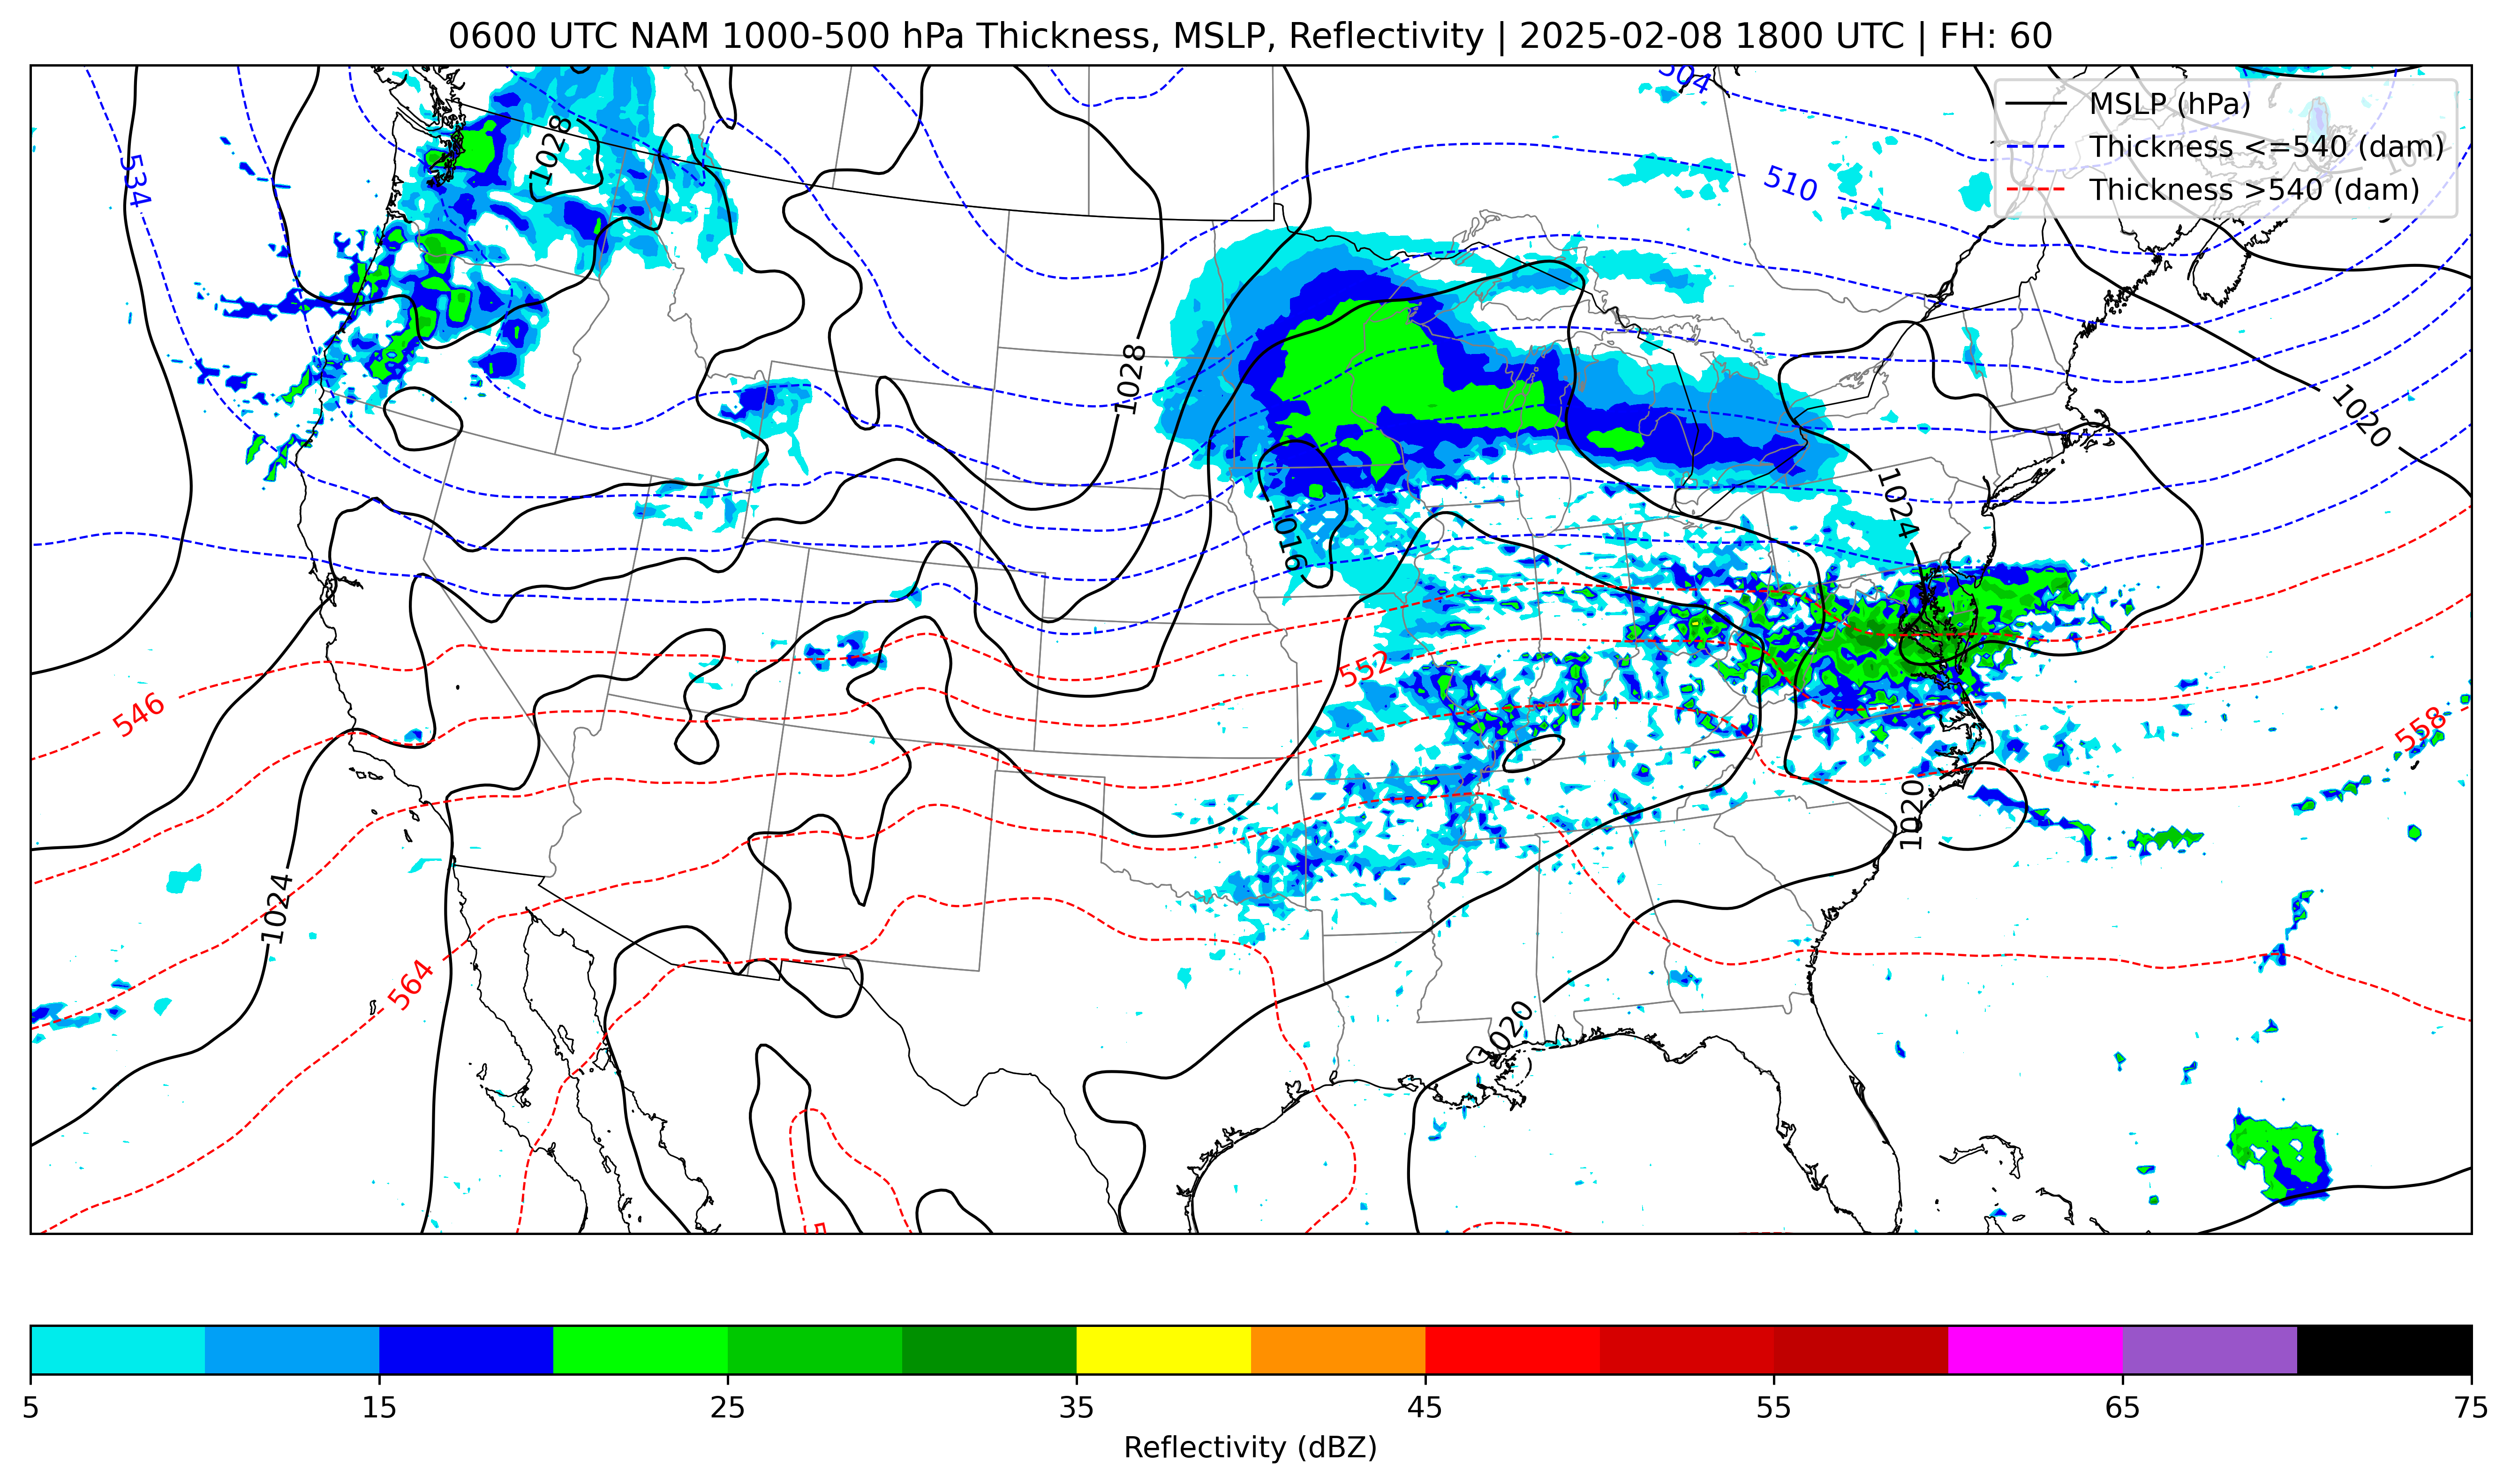 0600 UTC NAM 1000-500 hPa Thickness, MSLP, Reflectivity | 2025-02-08 1800 UTC | FH: 60
504
MSLP (hPa)
1028
1032
Thickness <=540 (dam)
534
510
Thickness >540 (dam)
1028
1020
1024
1016
552
546
558
1020
1024
564
1020
5 15 25 35 45 55 65 75
Reflectivity (dBZ)